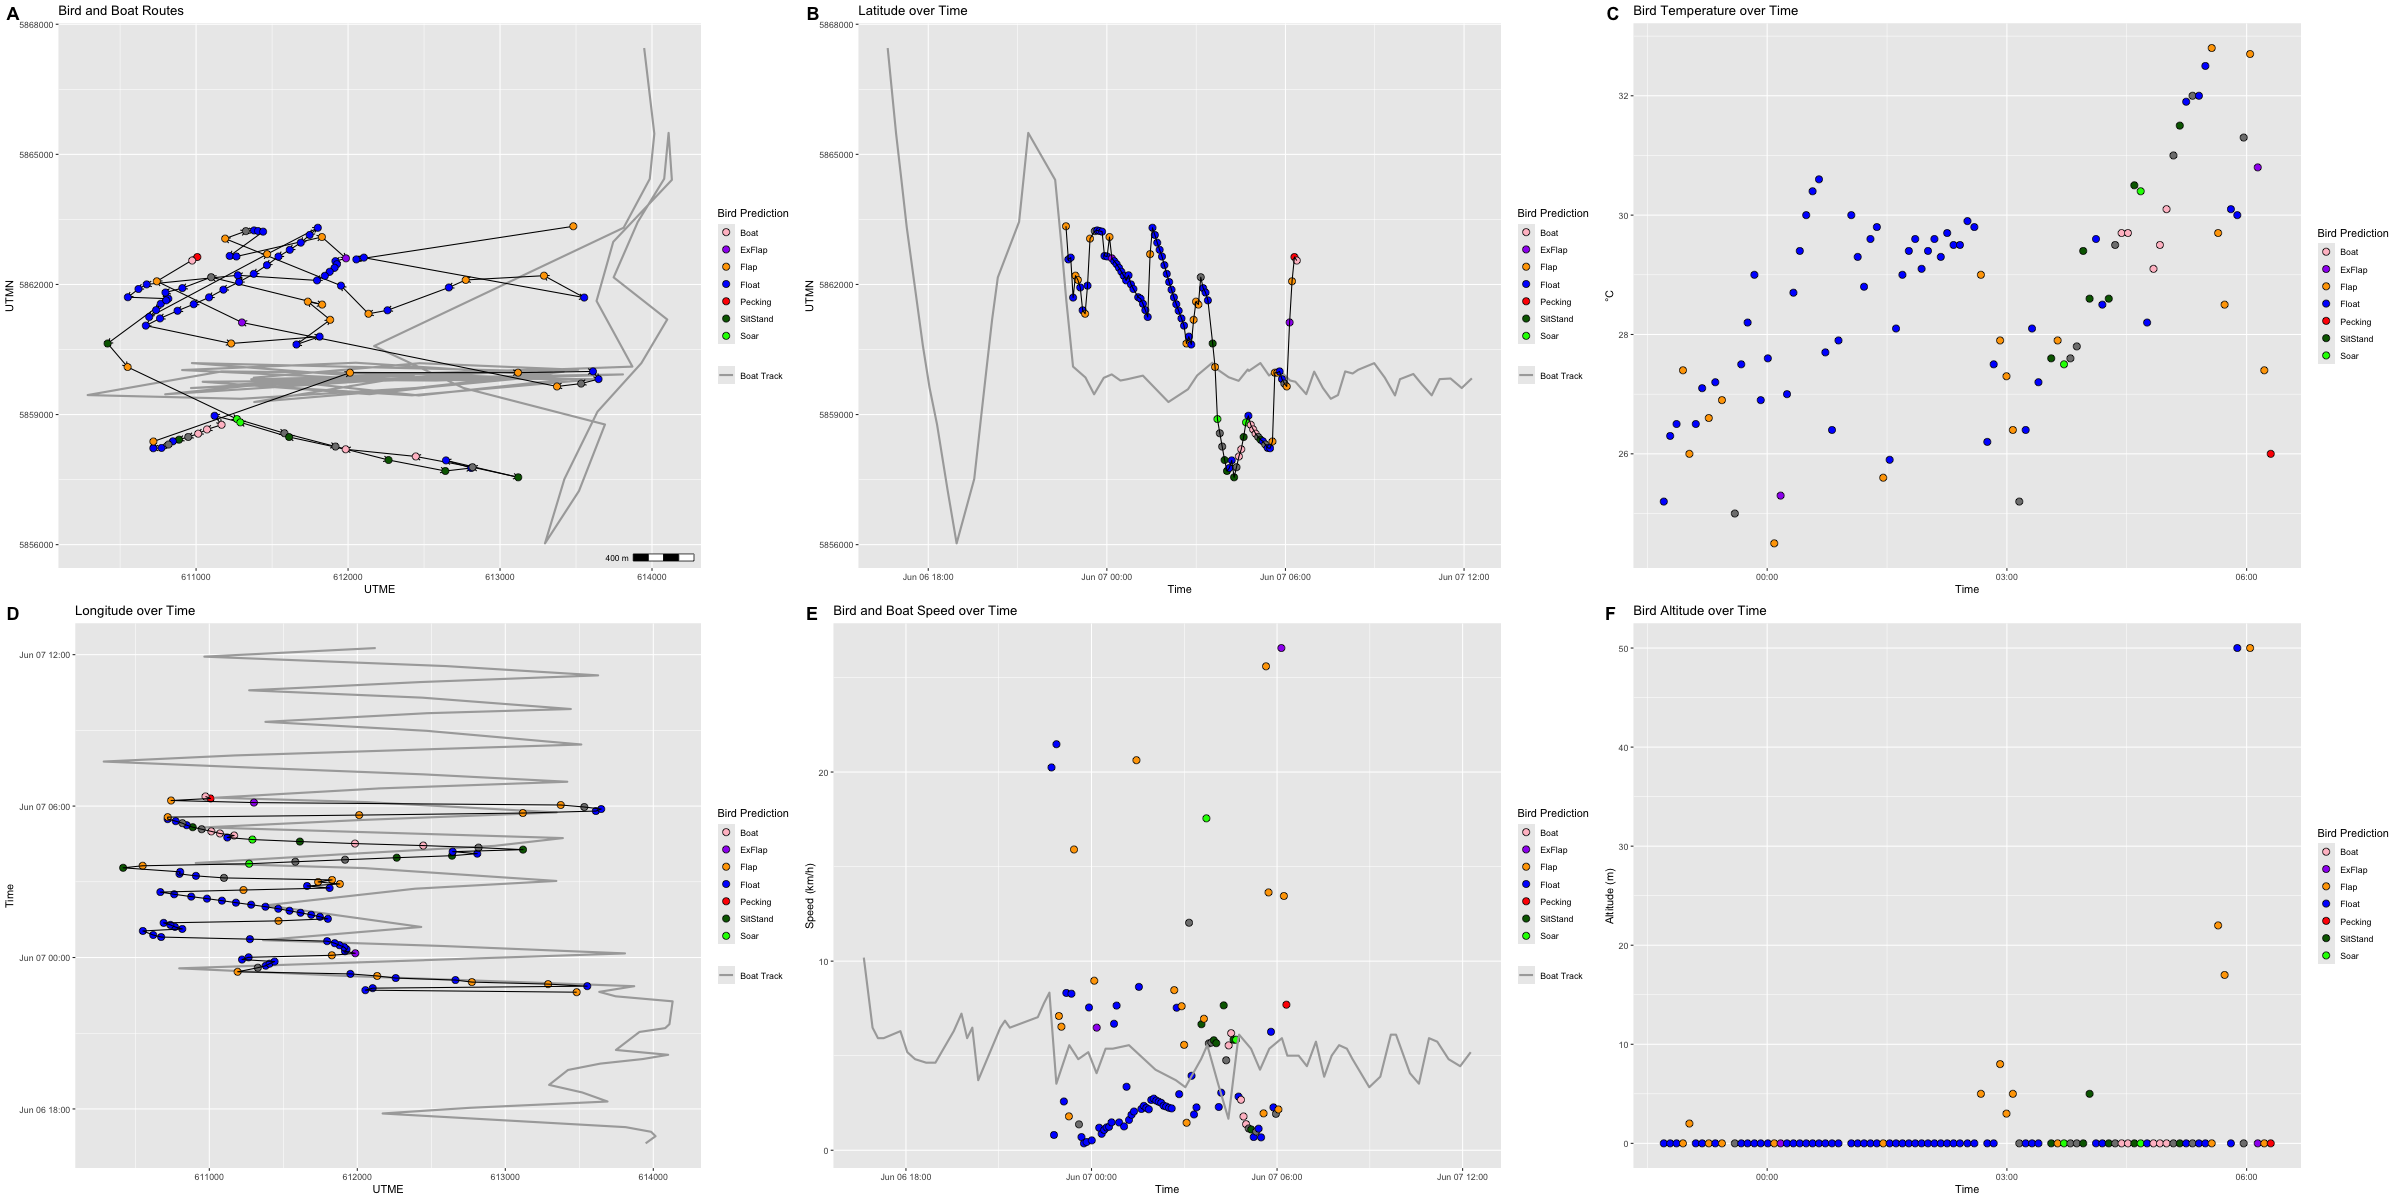 A Bird and Boat Routes
5868000
5865000
5862000
5859000
5856000
UTMN
611000 612000 613000 614000
UTME
400 m
Bird Prediction
Boat
ExFlap
Flap
Float
Pecking
SitStand
Soar
Boat Track
B Latitude over Time
5868000
5865000
5862000
5859000
5856000
UTMN
Jun 06 18:00 Jun 07 00:00 Jun 07 06:00 Jun 07 12:00
Time
Bird Prediction
Boat
ExFlap
Flap
Float
Pecking
SitStand
Soar
Boat Track
C Bird Temperature over Time
32
30
28
26
°C
00:00 03:00 06:00
Time
Bird Prediction
Boat
ExFlap
Flap
Float
Pecking
SitStand
Soar
D Longitude over Time
Jun 07 12:00
Jun 07 06:00
Jun 07 00:00
Jun 06 18:00
Time
611000 612000 613000 614000
UTME
Bird Prediction
Boat
ExFlap
Flap
Float
Pecking
SitStand
Soar
Boat Track
E Bird and Boat Speed over Time
20
10
0
Speed (km/h)
Jun 06 18:00 Jun 07 00:00 Jun 07 06:00 Jun 07 12:00
Time
Bird Prediction
Boat
ExFlap
Flap
Float
Pecking
SitStand
Soar
Boat Track
F Bird Altitude over Time
50
40
30
20
10
0
Altitude (m)
00:00 03:00 06:00
Time
Bird Prediction
Boat
ExFlap
Flap
Float
Pecking
SitStand
Soar